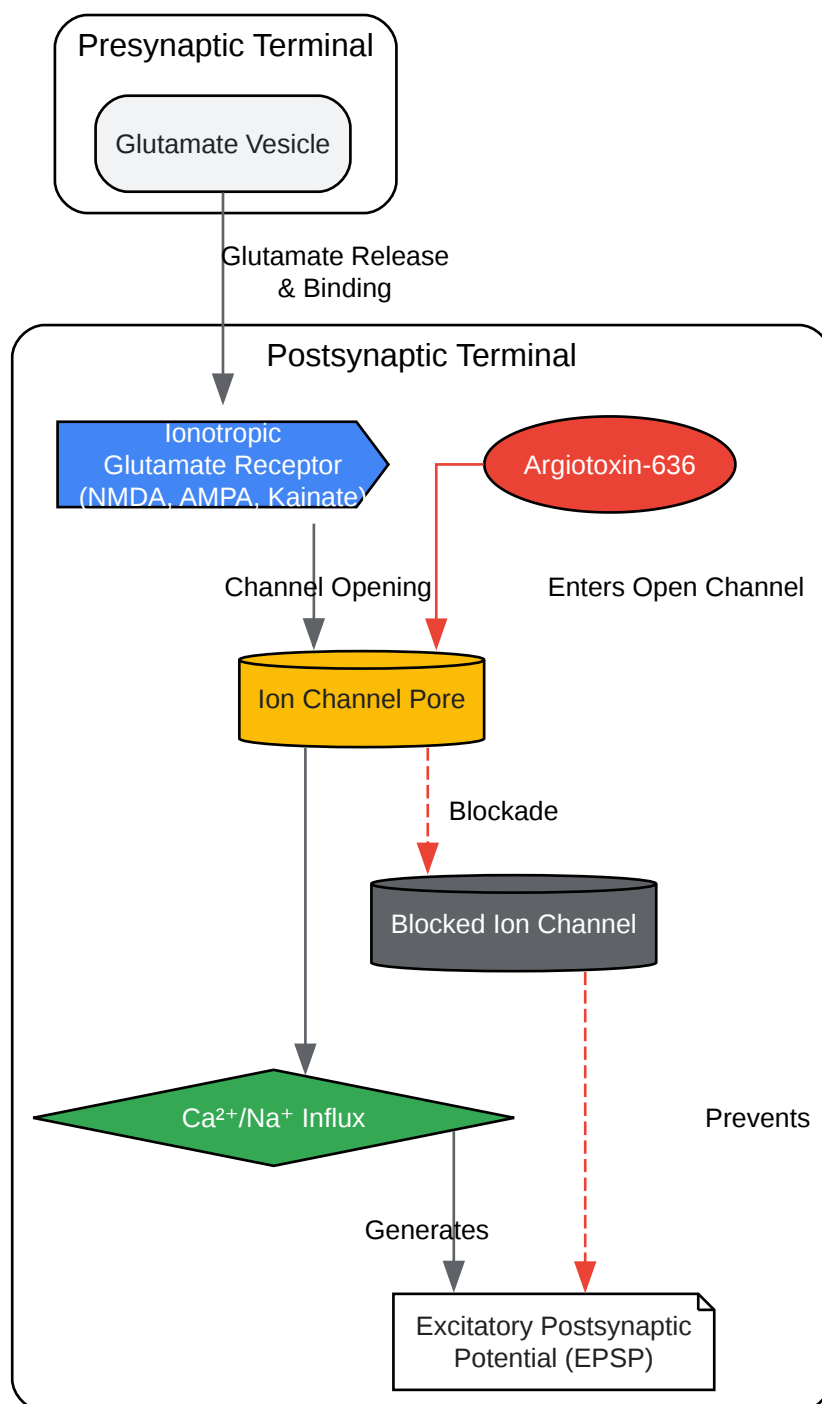 Presynaptic Terminal
Glutamate Vesicle
Glutamate Release
& Binding
Postsynaptic Terminal
Ionotropic
Glutamate Receptor
(NMDA, AMPA, Kainate)
Argiotoxin-636
Channel Opening
Enters Open Channel
Ion Channel Pore
Blockade
Blocked Ion Channel
Ca²⁺/Na⁺ Influx
Prevents
Generates
Excitatory Postsynaptic
Potential (EPSP)